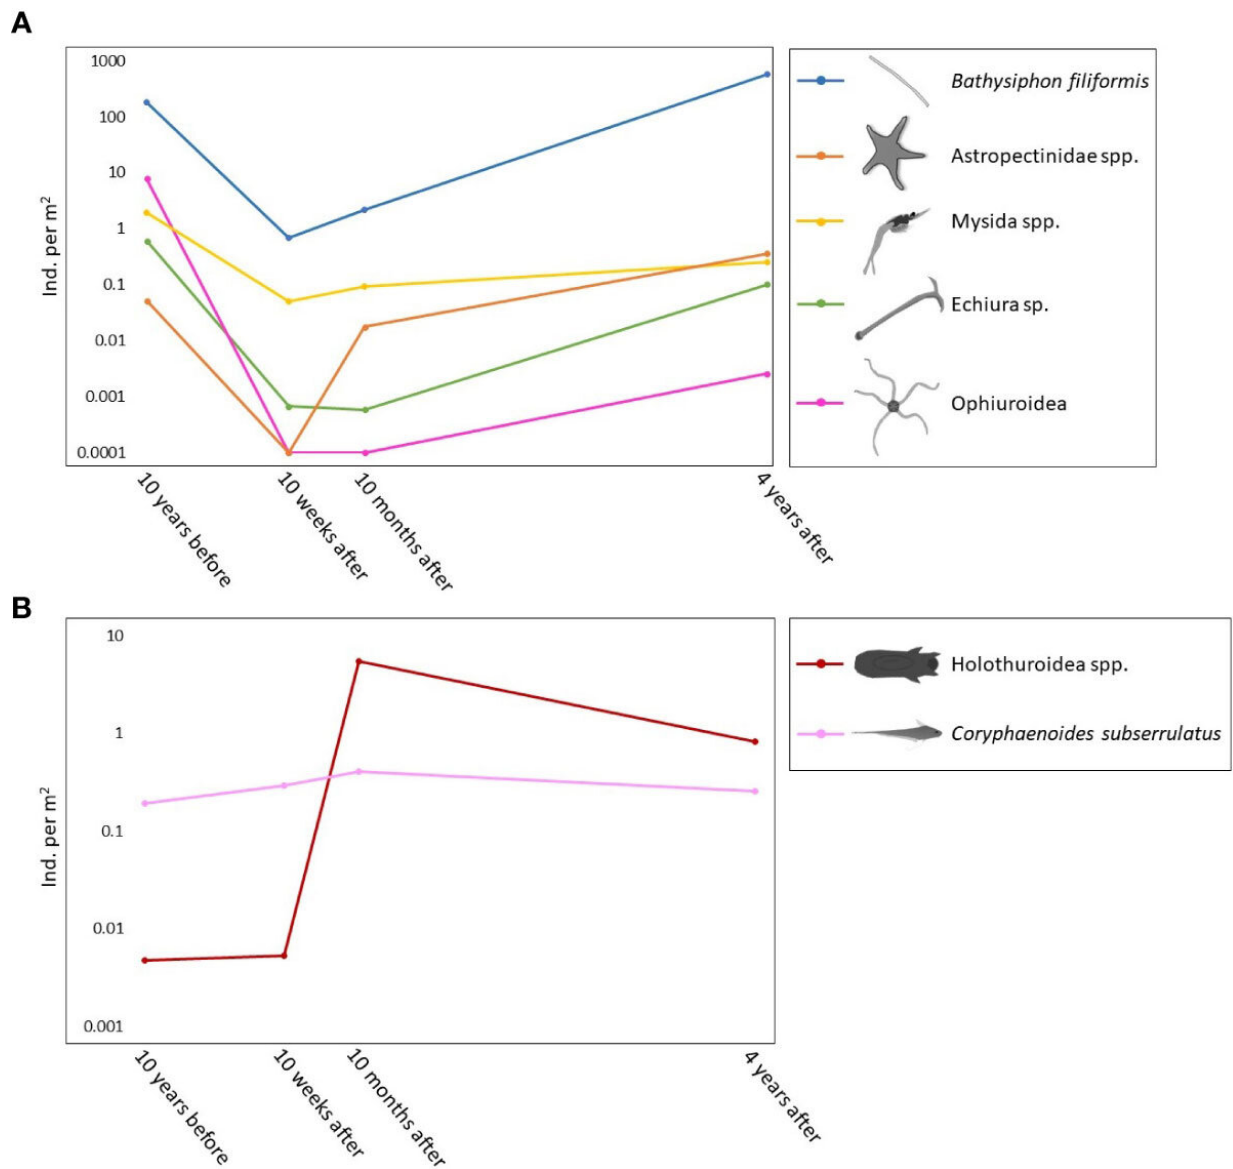 A
1000
100
10
1
0.1
0.01
0.001
0.0001
Ind. per m²
10 years before
10 weeks after
10 months after
4 years after
Bathysiphon filiformis
Astropectinidae spp.
Mysida spp.
Echiura sp.
Ophiuroidea
B
10
1
0.1
0.01
0.001
Ind. per m²
10 years before
10 weeks after
10 months after
4 years after
Holothuroidea spp.
Coryphaenoides subserrulatus